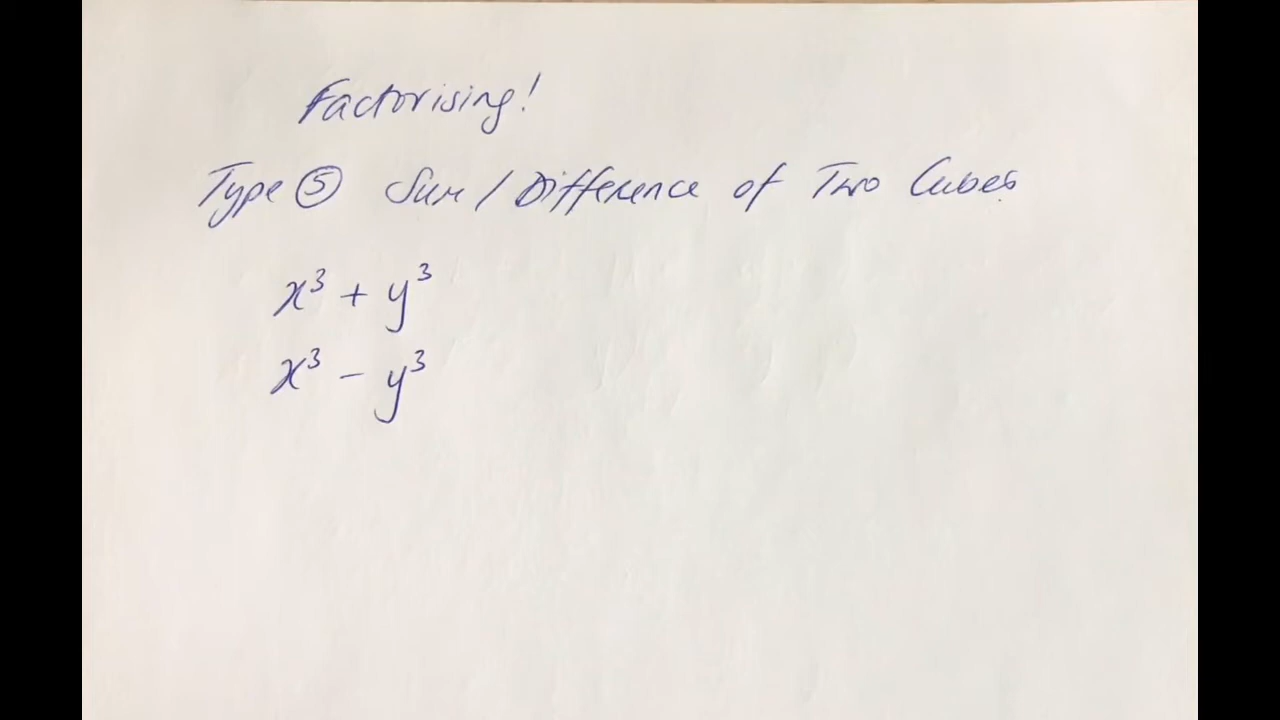 Factorising!
Type ⑤ Sum/Difference of Two Cubes
x³ + y³
x³ - y³